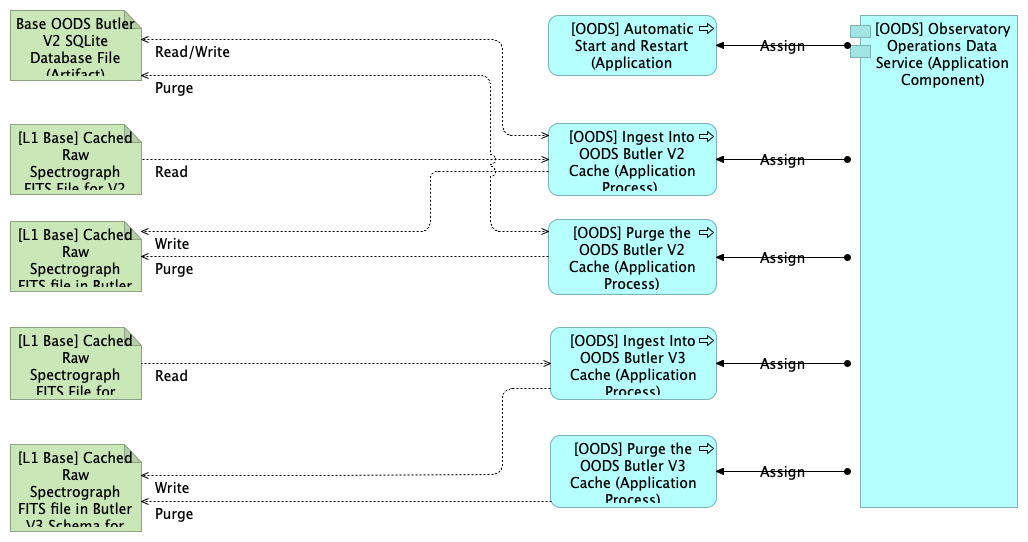 Base OODS Butler
V2 SQLite
Database File
(Artifact)
Read/Write
Purge
[OODS] Automatic
Start and Restart
(Application
Assign
[OODS] Observatory
Operations Data
Service (Application
Component)
[L1 Base] Cached
Raw
Spectrograph
FITS File for V2
Read
[OODS] Ingest Into
OODS Butler V2
Cache (Application
Process)
Assign
[L1 Base] Cached
Raw
Spectrograph
FITS file in Butler
Write
Purge
[OODS] Purge the
OODS Butler V2
Cache (Application
Process)
Assign
[L1 Base] Cached
Raw
Spectrograph
FITS File for
Read
[OODS] Ingest Into
OODS Butler V3
Cache (Application
Process)
Assign
[L1 Base] Cached
Raw
Spectrograph
FITS file in Butler
V3 Schema for
Write
Purge
[OODS] Purge the
OODS Butler V3
Cache (Application
Process)
Assign